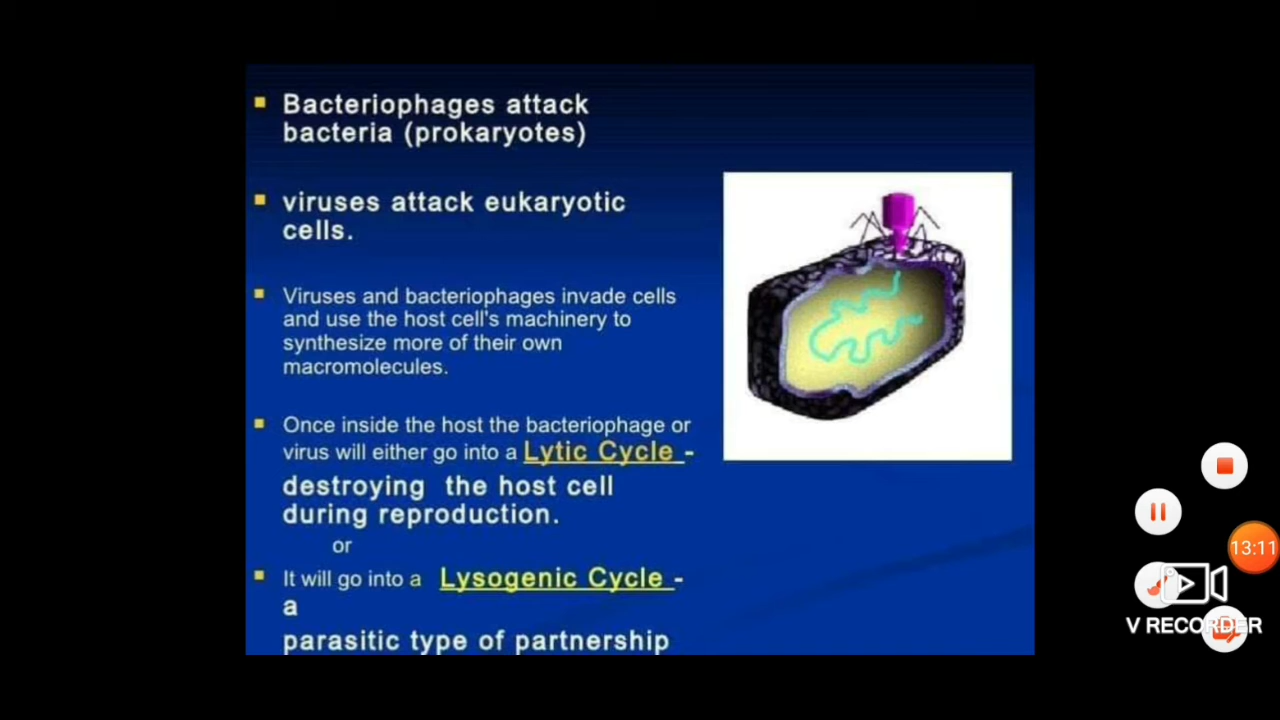 Bacteriophages attack
bacteria (prokaryotes)
viruses attack eukaryotic
cells.
Viruses and bacteriophages invade cells
and use the host cell's machinery to
synthesize more of their own
macromolecules.
Once inside the host the bacteriophage or
virus will either go into a Lytic Cycle -
destroying the host cell
during reproduction.
or
It will go into a Lysogenic Cycle -
a
parasitic type of partnership
13:11
V RECORDER